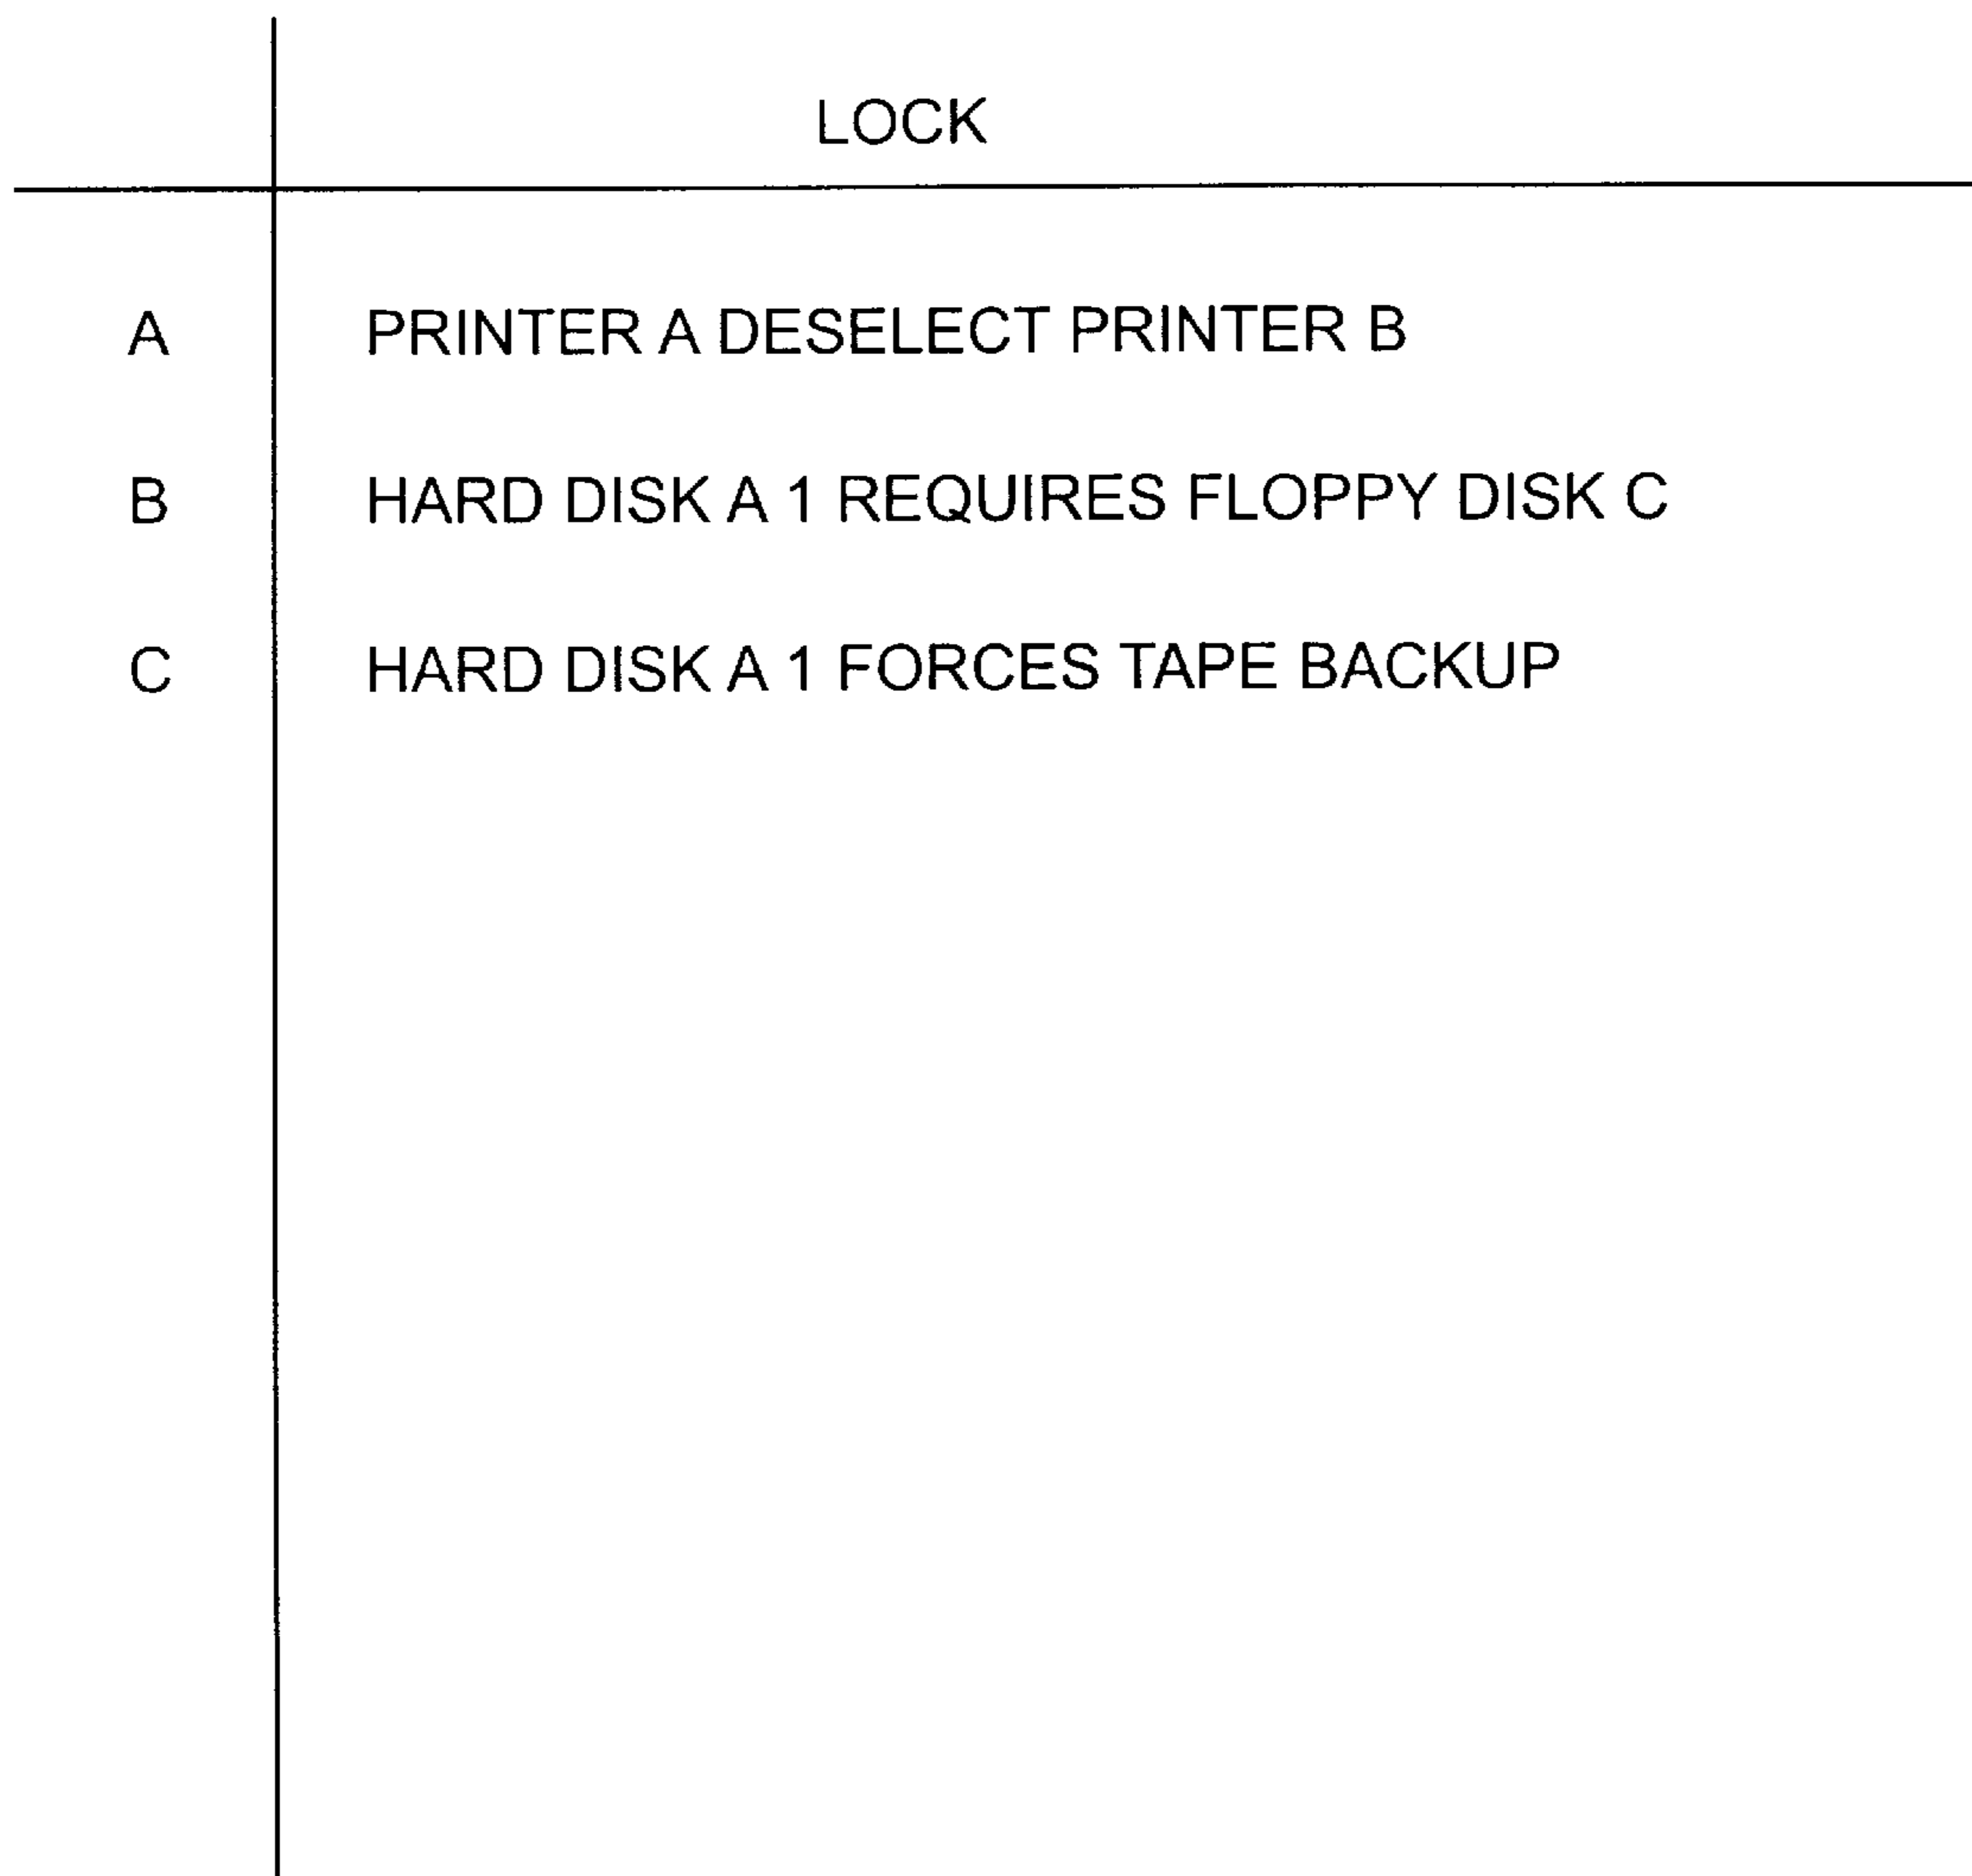 LOCK
A PRINTER A DESELECT PRINTER B
B HARD DISK A 1 REQUIRES FLOPPY DISK C
C HARD DISK A 1 FORCES TAPE BACKUP